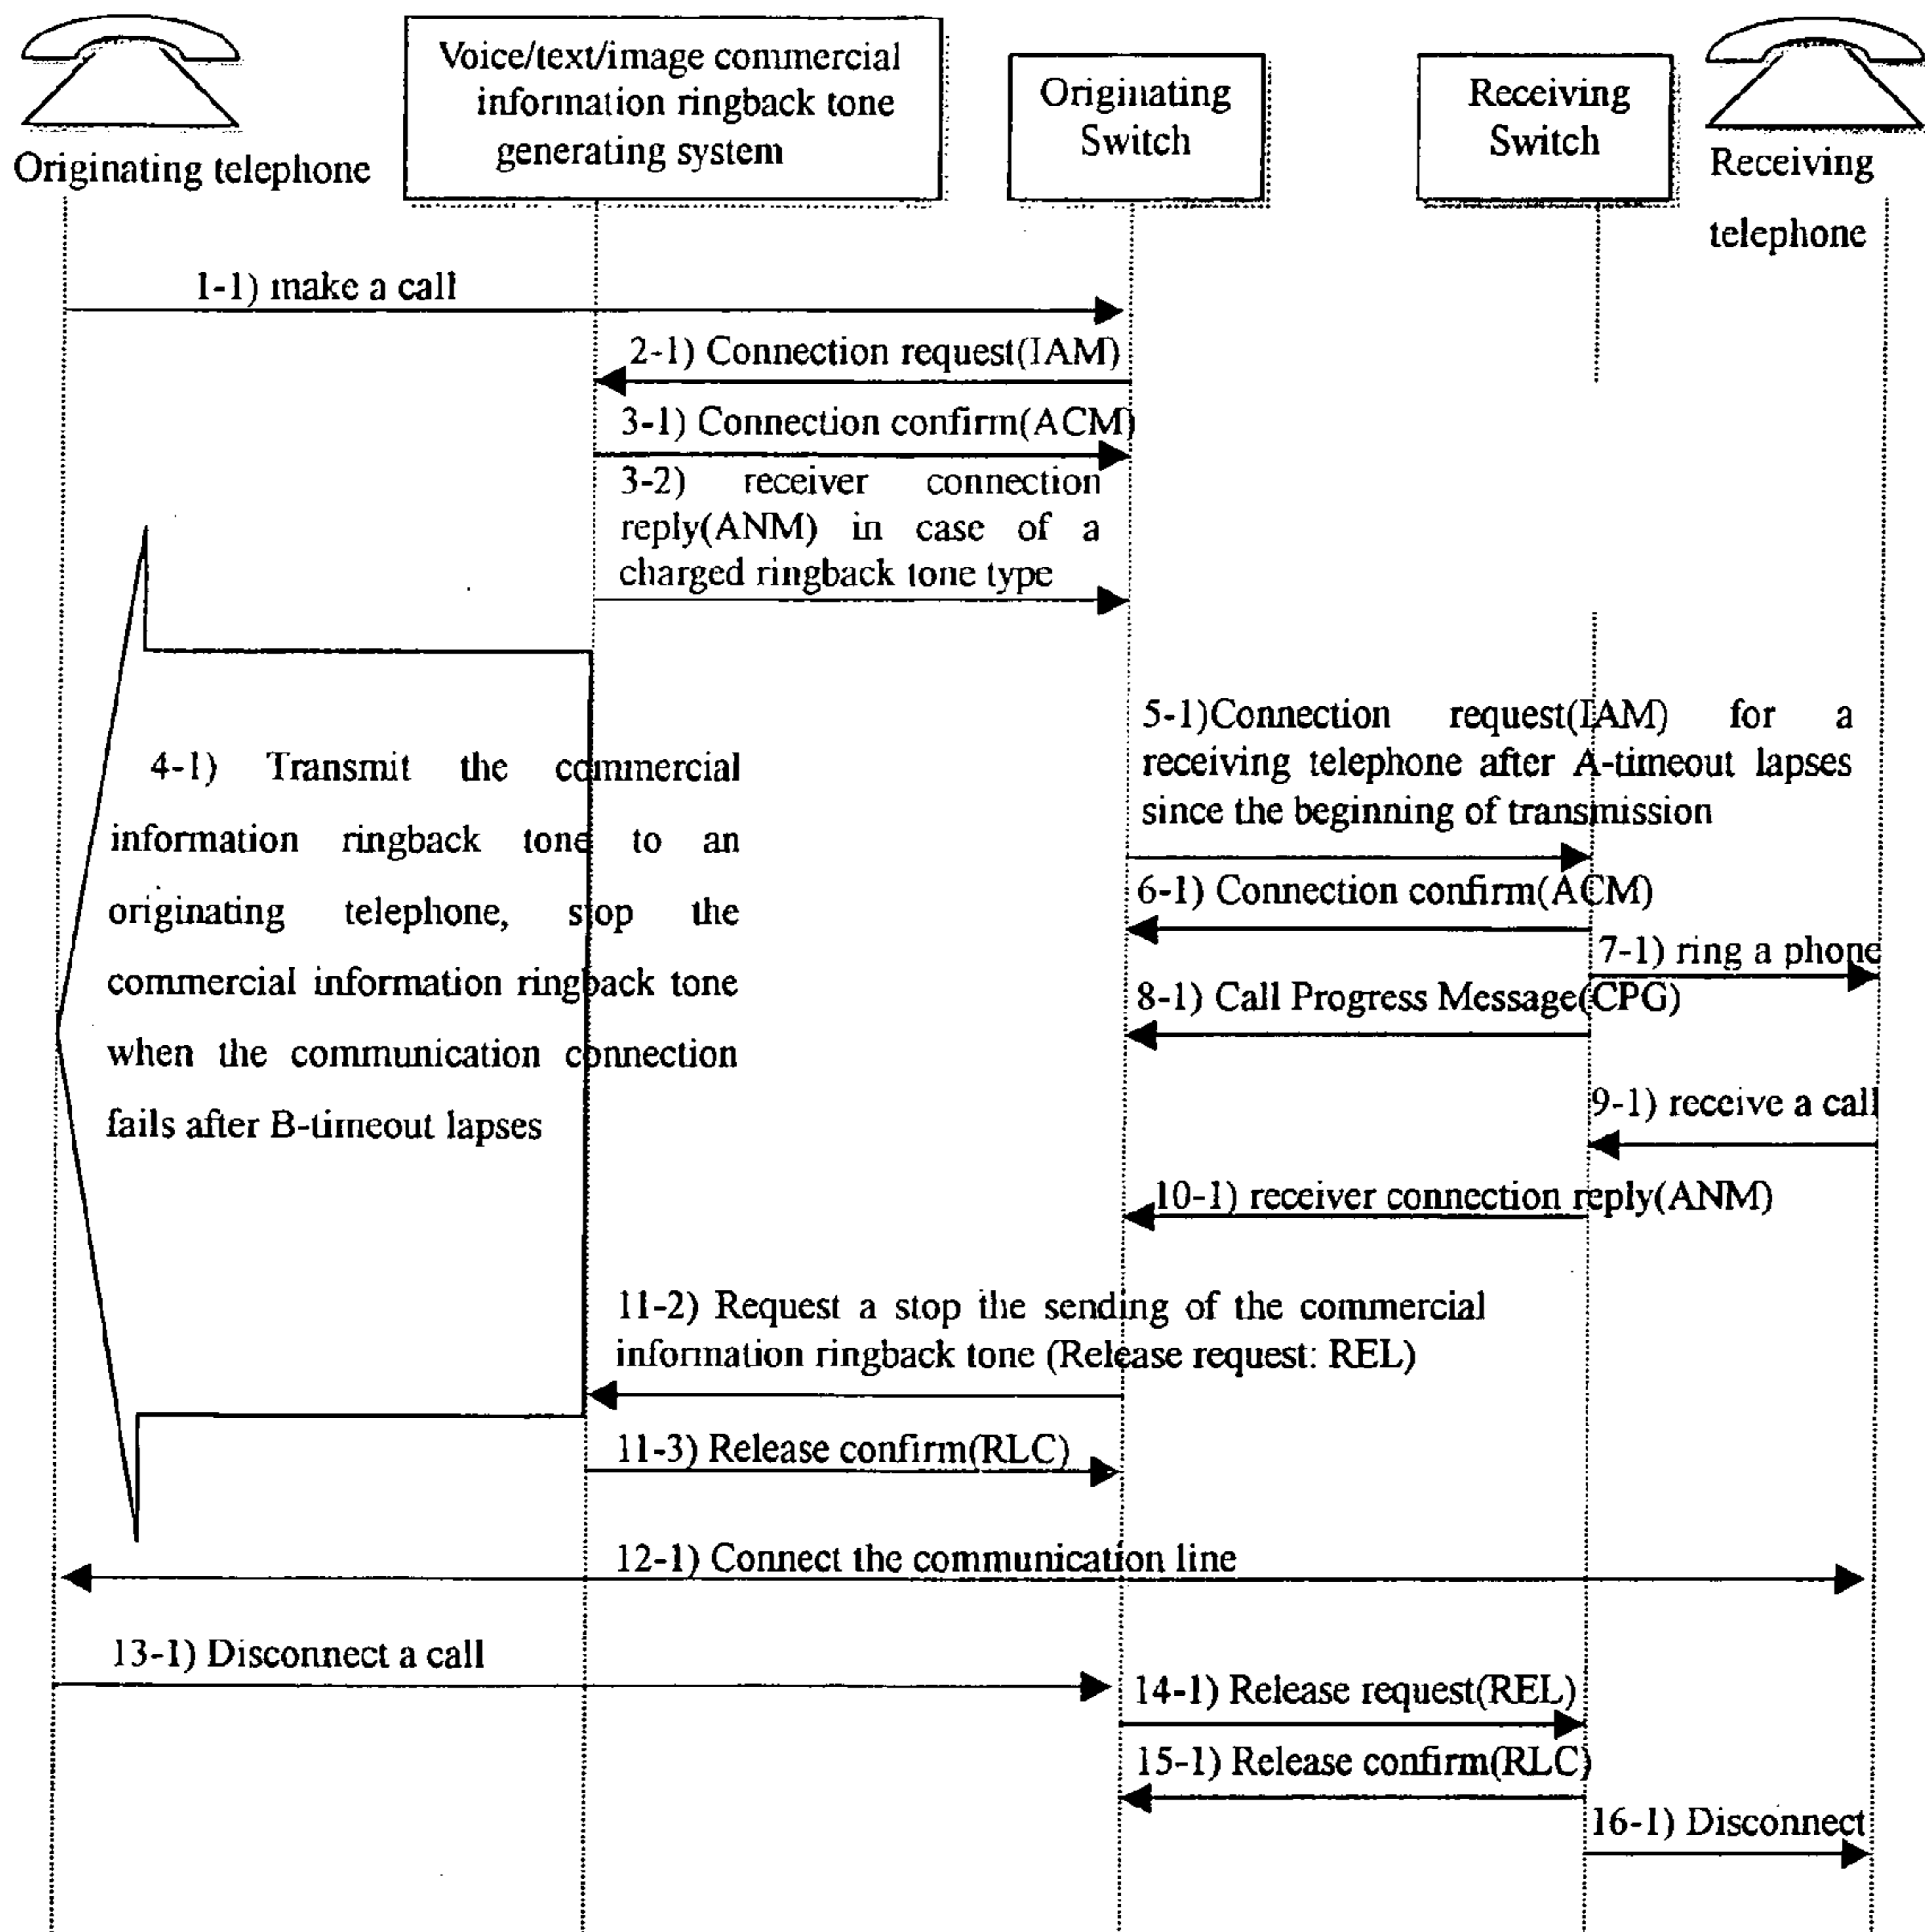 Originating telephone
Voice/text/image commercial
information ringback tone
generating system
Originating
Switch
Receiving
Switch
Receiving
telephone
1-1) make a call
2-1) Connection request(IAM)
3-1) Connection confirm(ACM)
3-2) receiver connection
reply(ANM) in case of a
charged ringback tone type
4-1) Transmit the commercial
information ringback tone to an
originating telephone, stop the
commercial information ringback tone
when the communication connection
fails after B-timeout lapses
5-1)Connection request(IAM) for a
receiving telephone after A-timeout lapses
since the beginning of transmission
6-1) Connection confirm(ACM)
7-1) ring a phone
8-1) Call Progress Message(CPG)
9-1) receive a call
10-1) receiver connection reply(ANM)
11-2) Request a stop the sending of the commercial
information ringback tone (Release request: REL)
11-3) Release confirm(RLC)
12-1) Connect the communication line
13-1) Disconnect a call
14-1) Release request(REL)
15-1) Release confirm(RLC)
16-1) Disconnect